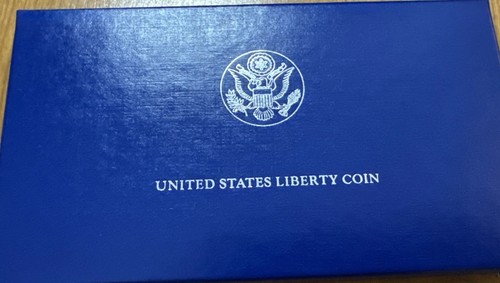 UNITED STATES LIBERTY COIN